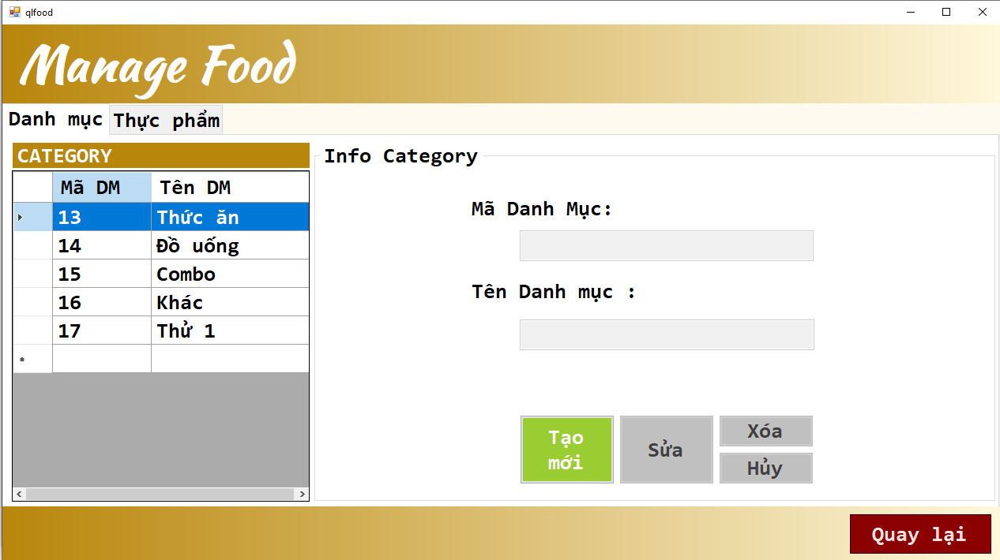 qlfood
Manage Food
Danh mục Thực phẩm
CATEGORY
Mã DM Tên DM
13 Thức ăn
14 Đồ uống
15 Combo
16 Khác
17 Thử 1
Info Category
Mã Danh Mục:
Tên Danh mục :
Tạo
mới
Sửa
Xóa
Hủy
Quay lại